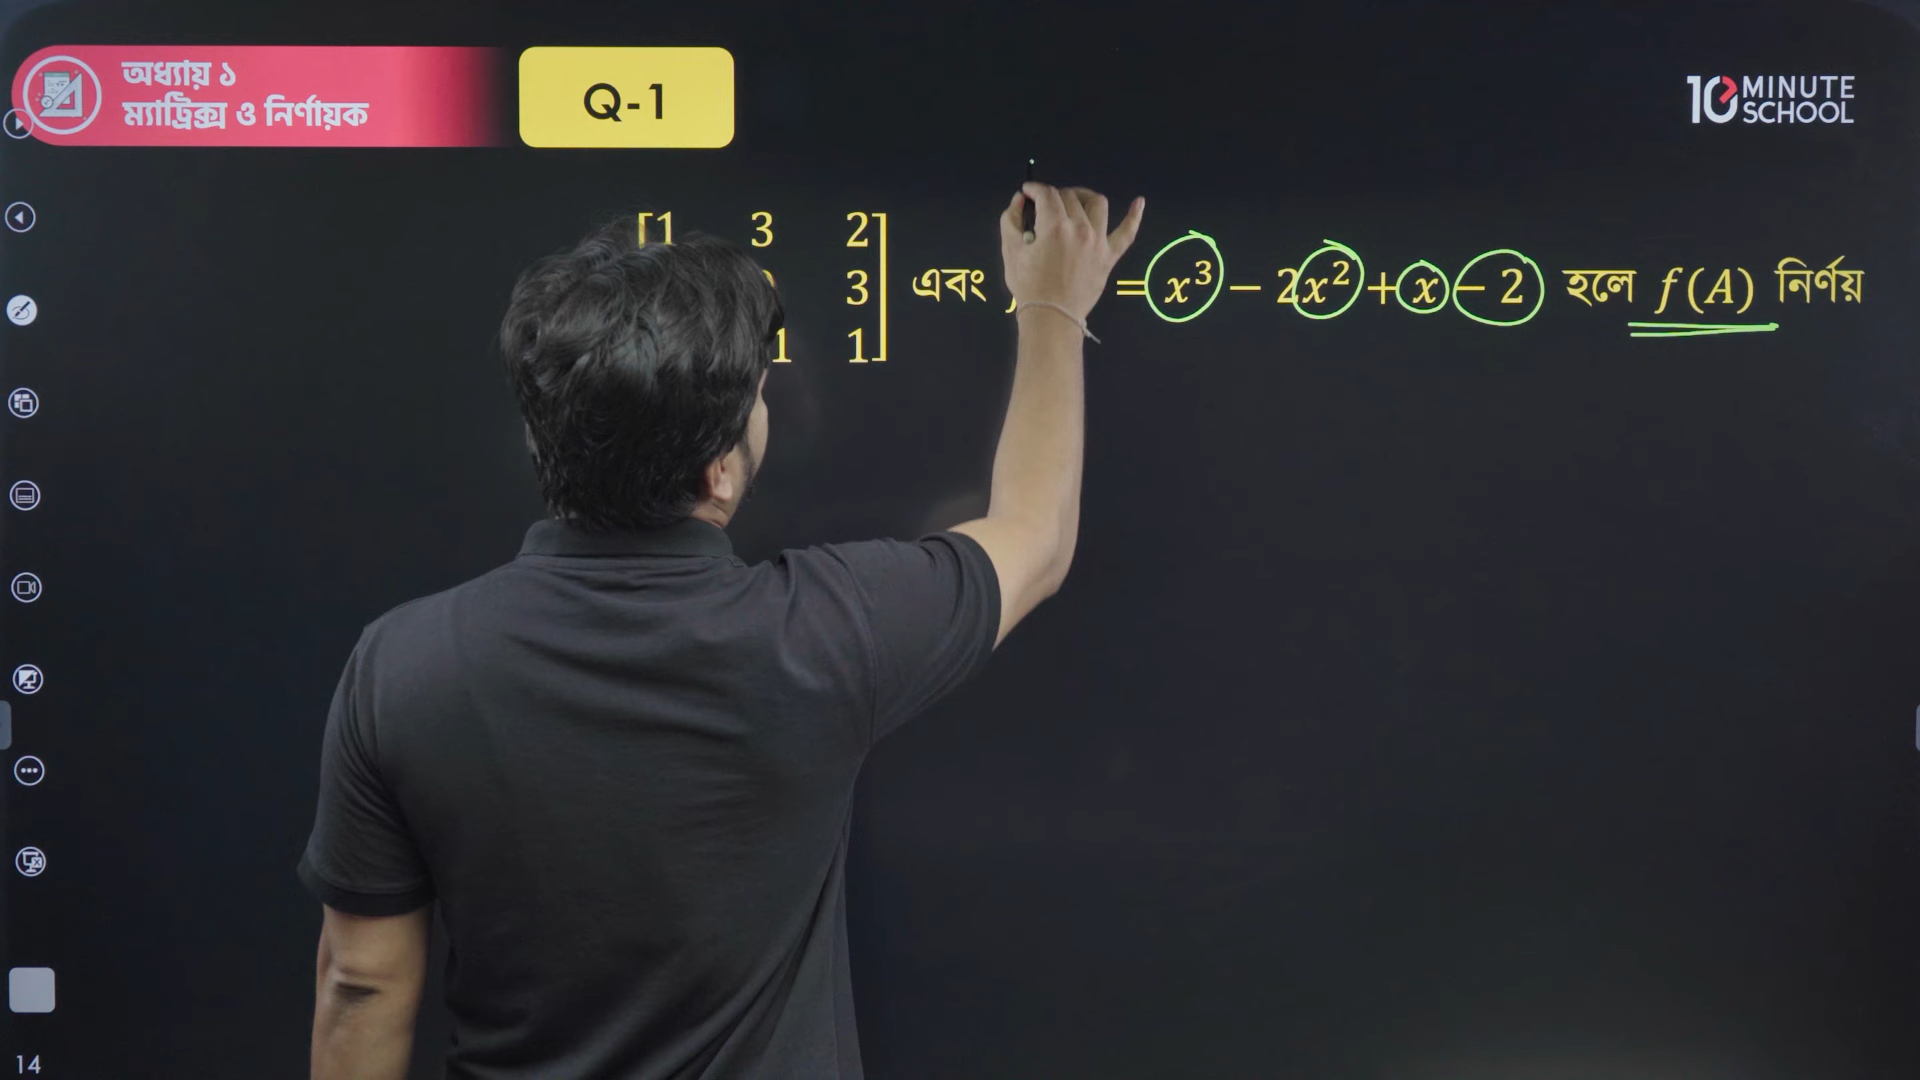 অধ্যায় ১
ম্যাট্রিক্স ও নির্ণায়ক
Q-1
10 MINUTE SCHOOL
[1 3 2]
3
1 1
এবং = x³ − 2x² + x − 2 হলে f(A) নির্ণয়
14